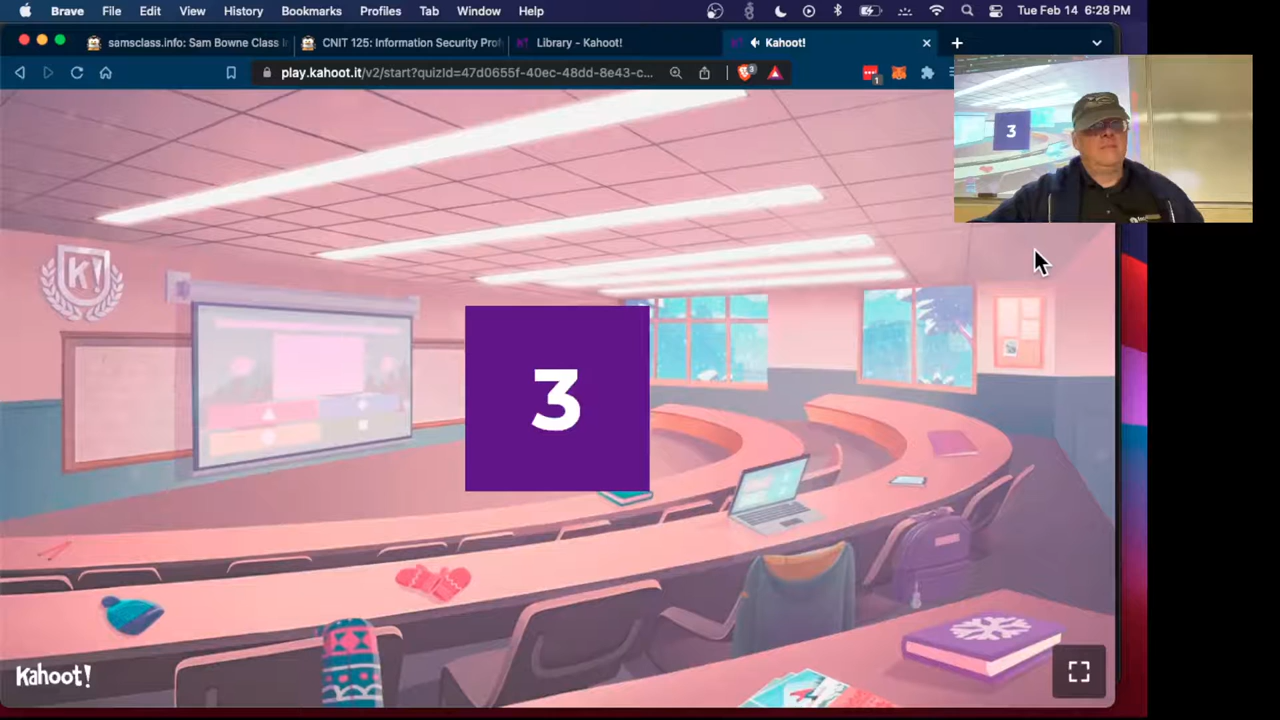 Brave File Edit View History Bookmarks Profiles Tab Window Help Tue Feb 14 6:28 PM
samsclass.info: Sam Bowne Class I CNIT 125: Information Security Prof Library - Kahoot! Kahoot!
play.kahoot.it/v2/start?quizId=47d0655f-40ec-48dd-8e43-c...
3
1
3
K!
3
Kahoot!